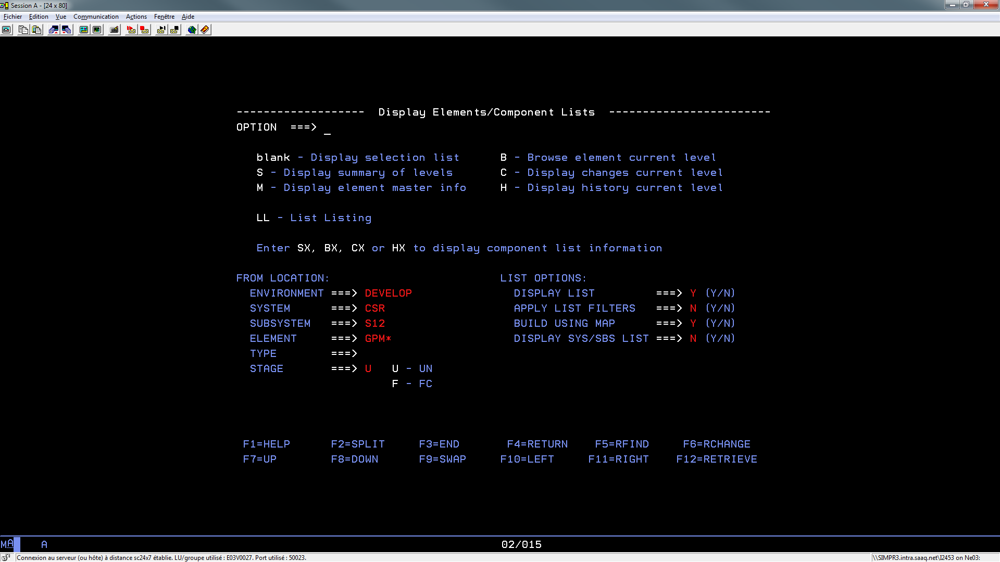 Session A - [24 x 80]
Fichier Edition Vue Communication Actions Fenêtre Aide
------------------- Display Elements/Component Lists ------------------------
OPTION ===> _
blank - Display selection list B - Browse element current level
S - Display summary of levels C - Display changes current level
M - Display element master info H - Display history current level
LL - List Listing
Enter SX, BX, CX or HX to display component list information
FROM LOCATION: LIST OPTIONS:
ENVIRONMENT ===> DEVELOP DISPLAY LIST ===> Y (Y/N)
SYSTEM ===> CSR APPLY LIST FILTERS ===> N (Y/N)
SUBSYSTEM ===> S12 BUILD USING MAP ===> Y (Y/N)
ELEMENT ===> GPM* DISPLAY SYS/SBS LIST ===> N (Y/N)
TYPE ===>
STAGE ===> U U - UN
F - FC
F1=HELP F2=SPLIT F3=END F4=RETURN F5=RFIND F6=RCHANGE
F7=UP F8=DOWN F9=SWAP F10=LEFT F11=RIGHT F12=RETRIEVE
MA A 02/015
Connexion au serveur (ou hôte) à distance sc24x7 établie. LU/groupe utilisé : E03V0027. Port utilisé : 50023. \\SIMPR3.intra.saaq.net\I2453 on Ne03: